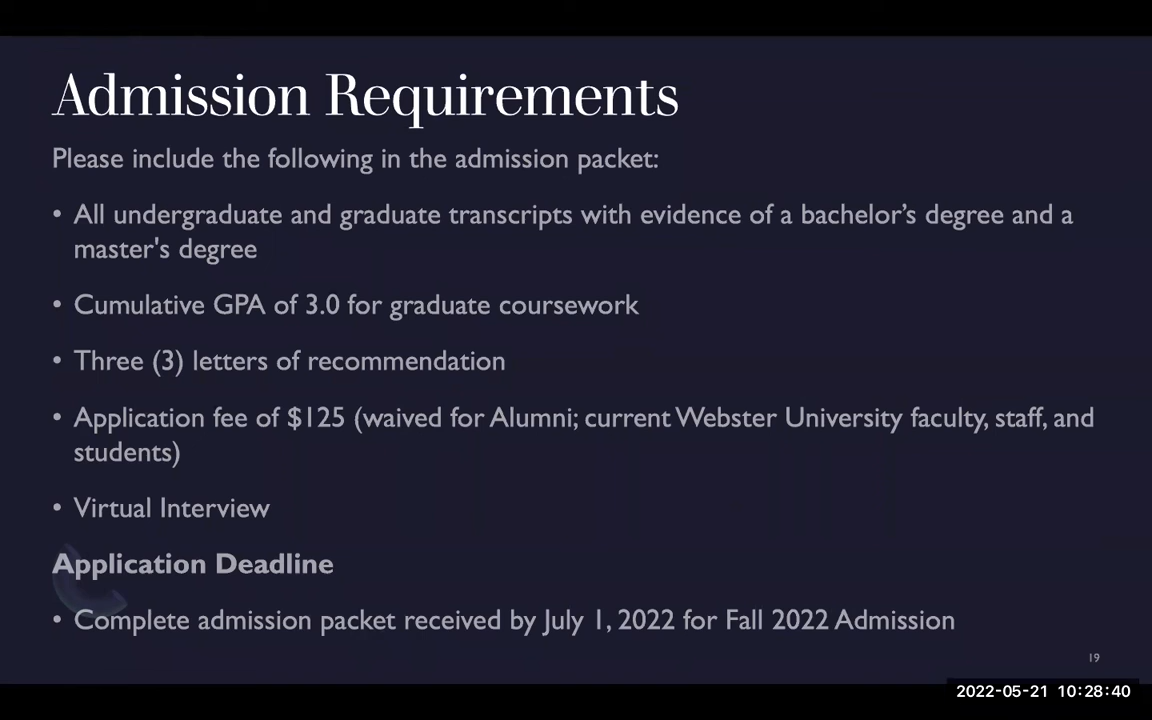 Admission Requirements
Please include the following in the admission packet:
• All undergraduate and graduate transcripts with evidence of a bachelor’s degree and a
master's degree
• Cumulative GPA of 3.0 for graduate coursework
• Three (3) letters of recommendation
• Application fee of $125 (waived for Alumni; current Webster University faculty, staff, and
students)
• Virtual Interview
Application Deadline
• Complete admission packet received by July 1, 2022 for Fall 2022 Admission
19
2022-05-21 10:28:40